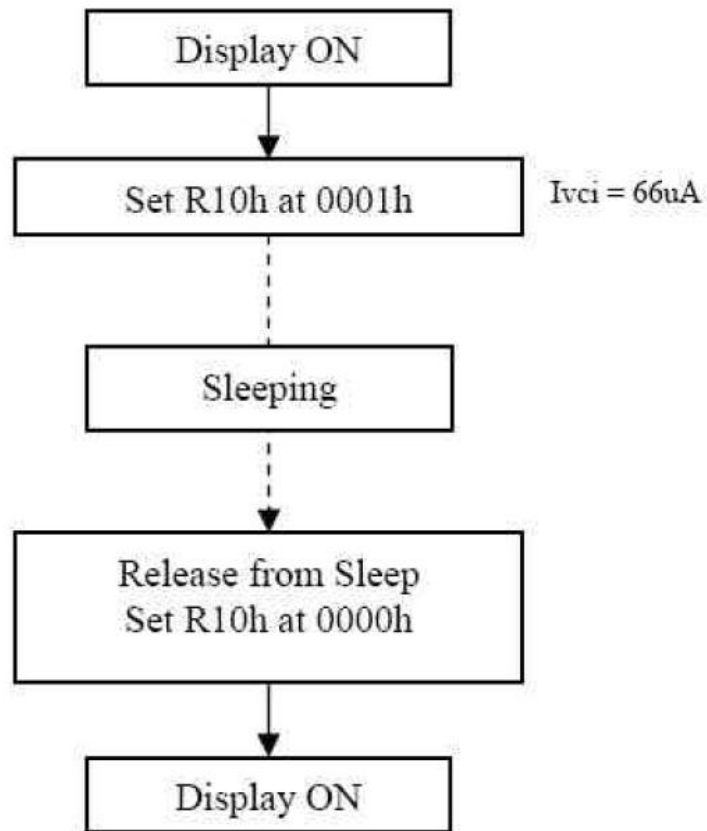 Display ON
Set R10h at 0001h
Ivci = 66uA
Sleeping
Release from Sleep
Set R10h at 0000h
Display ON